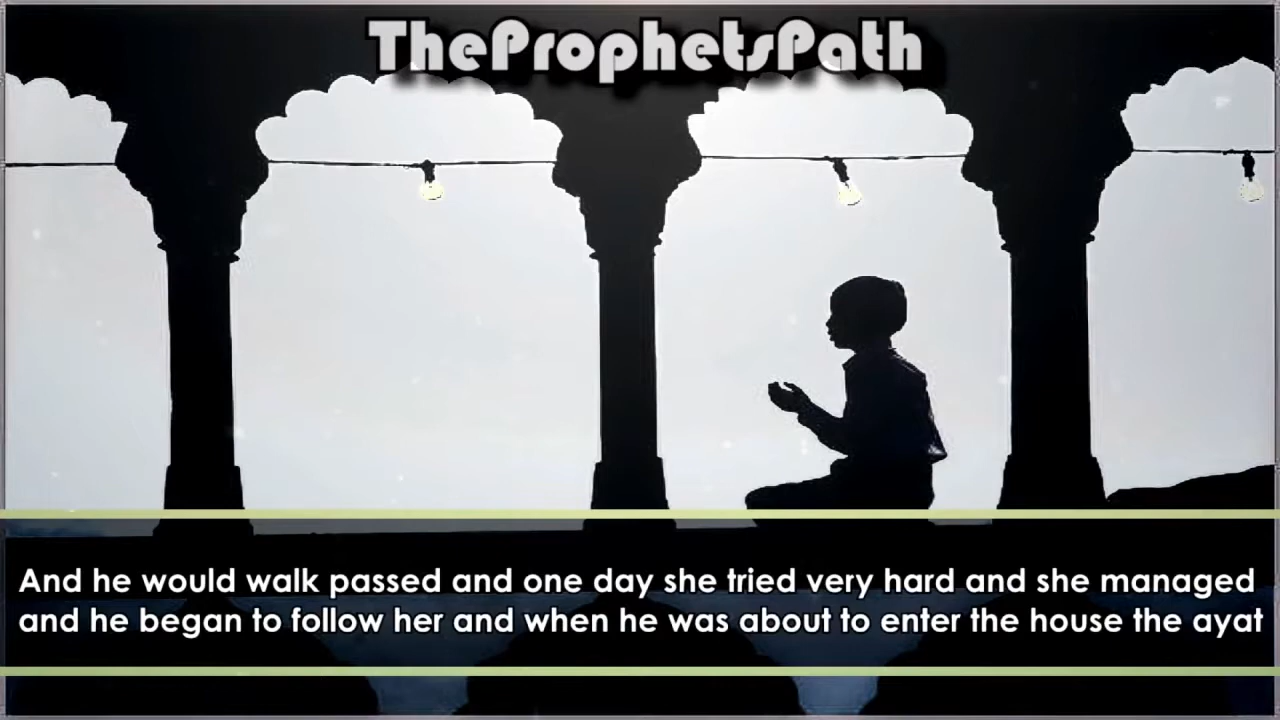 TheProphetsPath
And he would walk passed and one day she tried very hard and she managed
and he began to follow her and when he was about to enter the house the ayat